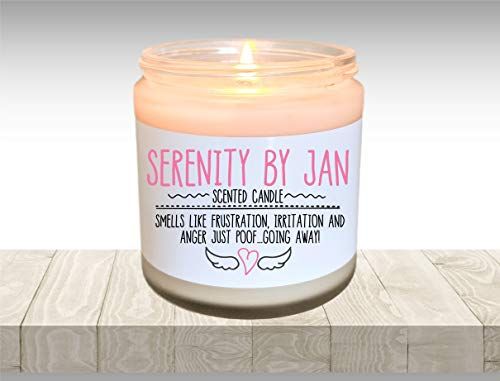 SERENITY BY JAN
SCENTED CANDLE
SMELLS LIKE FRUSTRATION, IRRITATION AND
ANGER JUST POOF...GOING AWAY!